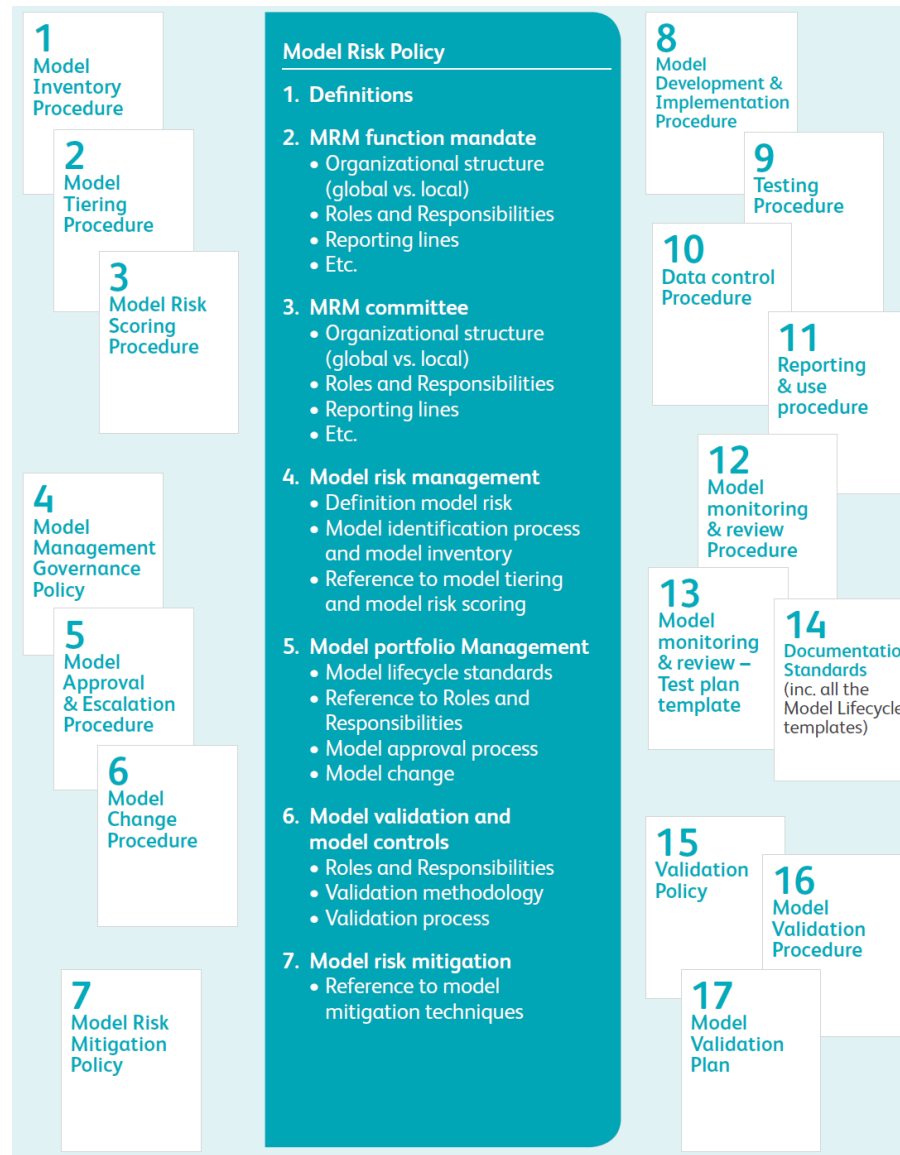 1
Model
Inventory
Procedure
2
Model
Tiering
Procedure
3
Model Risk
Scoring
Procedure
4
Model
Management
Governance
Policy
5
Model
Approval
& Escalation
Procedure
6
Model
Change
Procedure
7
Model Risk
Mitigation
Policy
Model Risk Policy
1. Definitions
2. MRM function mandate
• Organizational structure
(global vs. local)
• Roles and Responsibilities
• Reporting lines
• Etc.
3. MRM committee
• Organizational structure
(global vs. local)
• Roles and Responsibilities
• Reporting lines
• Etc.
4. Model risk management
• Definition model risk
• Model identification process
and model inventory
• Reference to model tiering
and model risk scoring
5. Model portfolio Management
• Model lifecycle standards
• Reference to Roles and
Responsibilities
• Model approval process
• Model change
6. Model validation and
model controls
• Roles and Responsibilities
• Validation methodology
• Validation process
7. Model risk mitigation
• Reference to model
mitigation techniques
8
Model
Development &
Implementation
Procedure
9
Testing
Procedure
10
Data control
Procedure
11
Reporting
& use
procedure
12
Model
monitoring
& review
Procedure
13
Model
monitoring
& review –
Test plan
template
14
Documentatio
Standards
(inc. all the
Model Lifecycle
templates)
15
Validation
Policy
16
Model
Validation
Procedure
17
Model
Validation
Plan